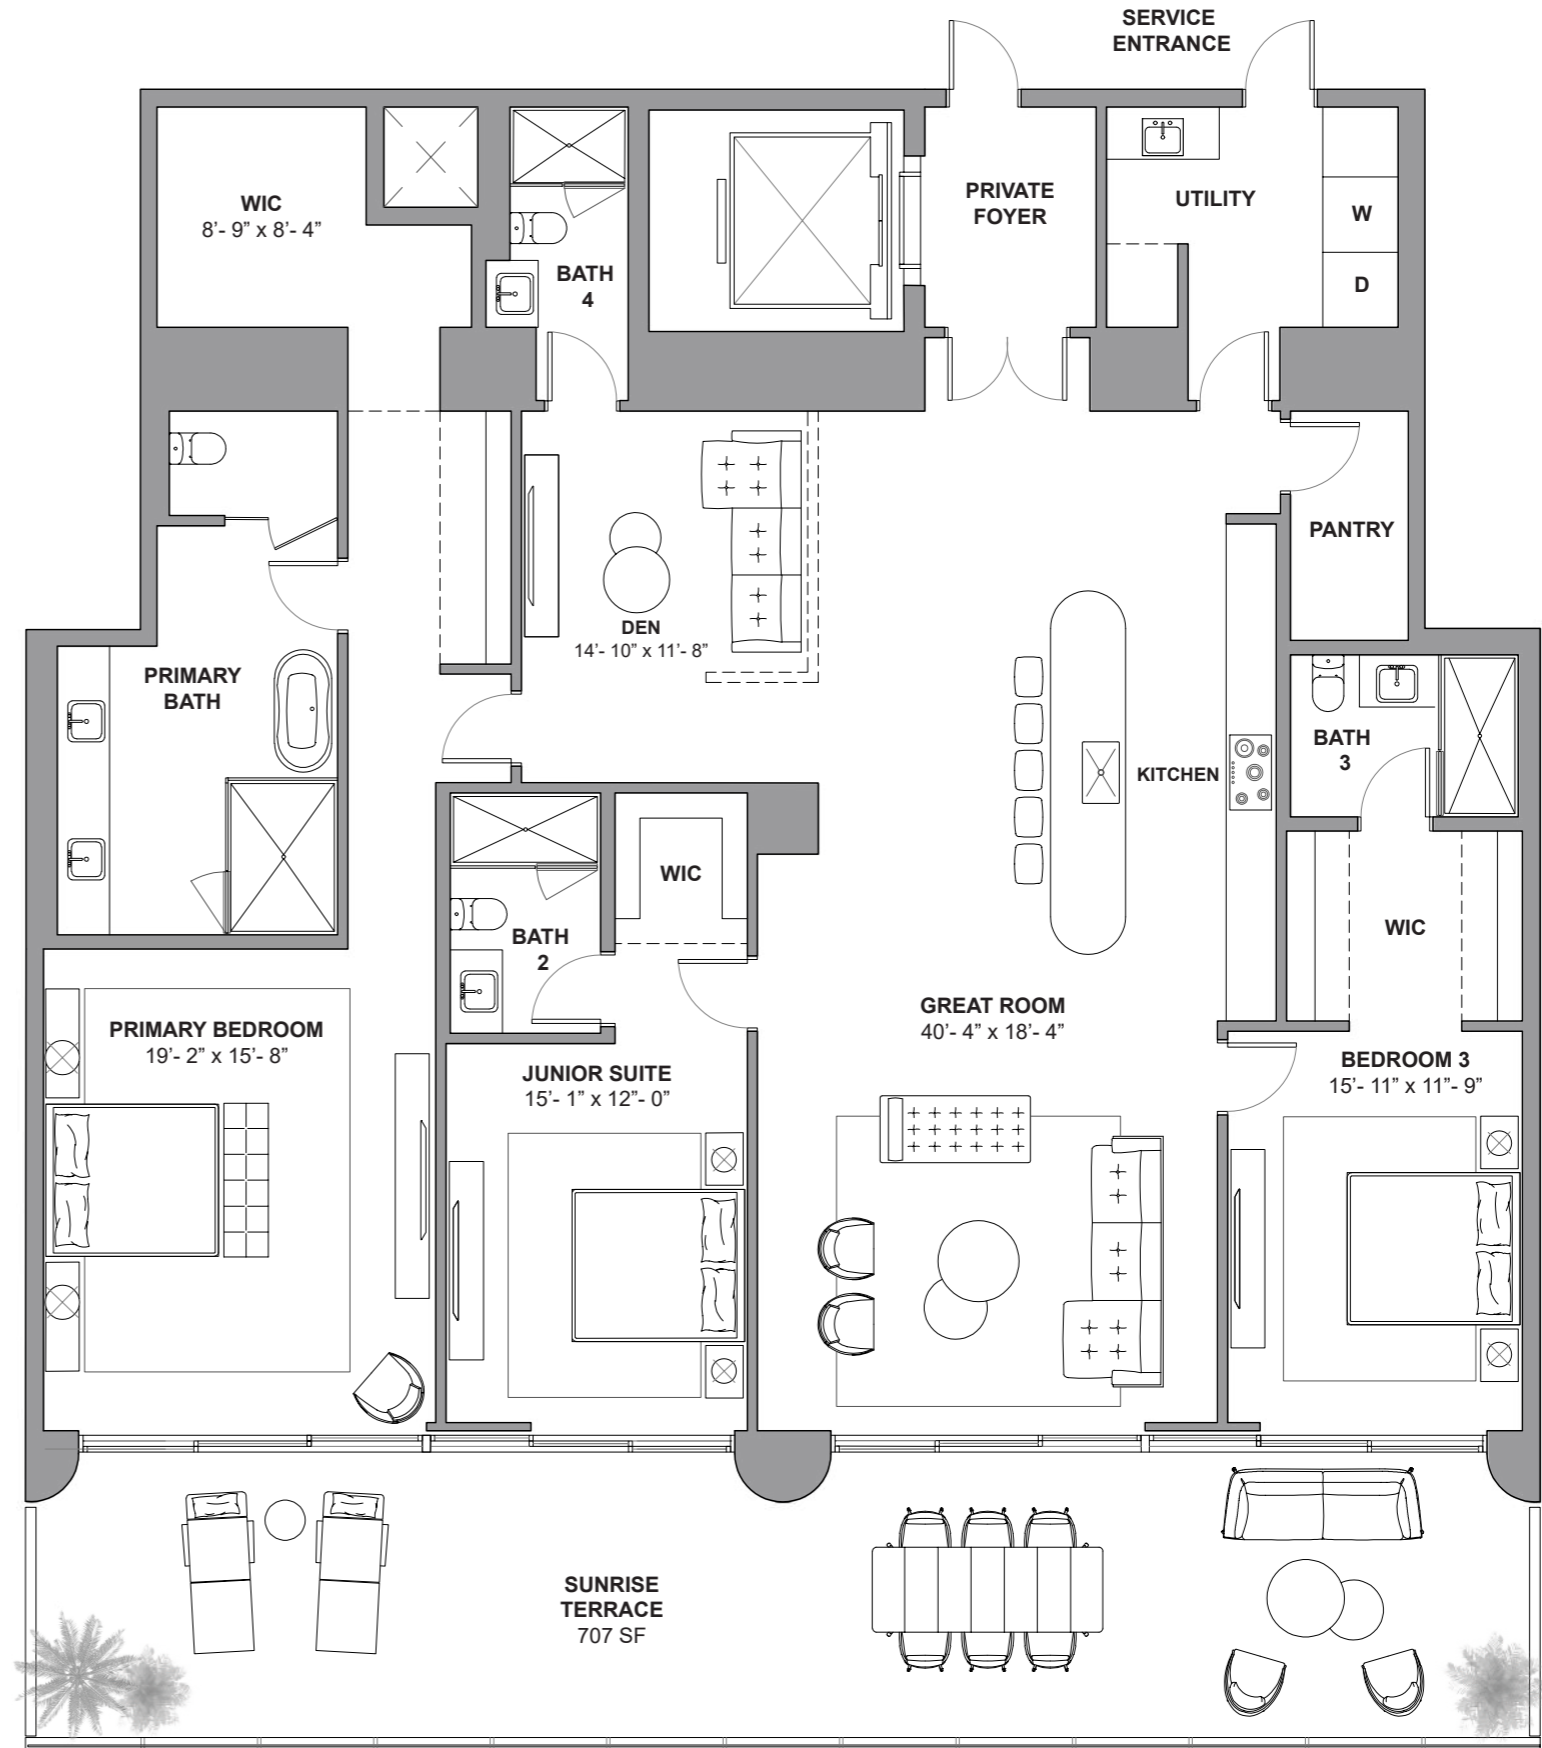 SERVICE
ENTRANCE
WIC
8’- 9” x 8’- 4”
PRIVATE
FOYER
UTILITY
W
D
BATH
4
PANTRY
DEN
14’- 10” x 11’- 8”
PRIMARY
BATH
BATH
3
KITCHEN
WIC
WIC
BATH
2
GREAT ROOM
40’- 4” x 18’- 4”
PRIMARY BEDROOM
19’- 2” x 15’- 8”
JUNIOR SUITE
15’- 1” x 12”- 0”
BEDROOM 3
15’- 11” x 11”- 9”
SUNRISE
TERRACE
707 SF